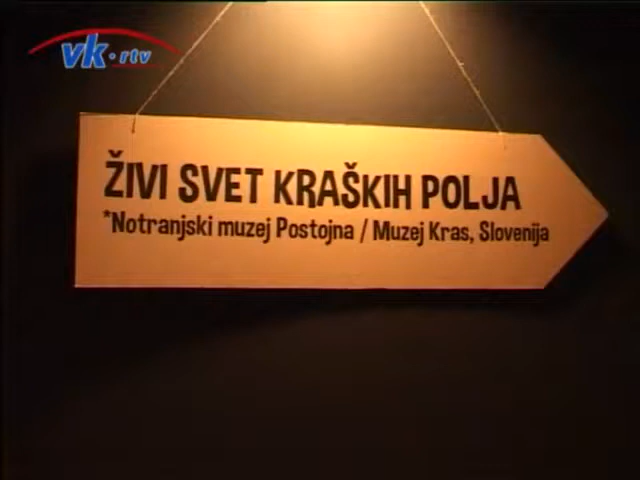 vk·rtv
ŽIVI SVET KRAŠKIH POLJA
*Notranjski muzej Postojna / Muzej Kras, Slovenija